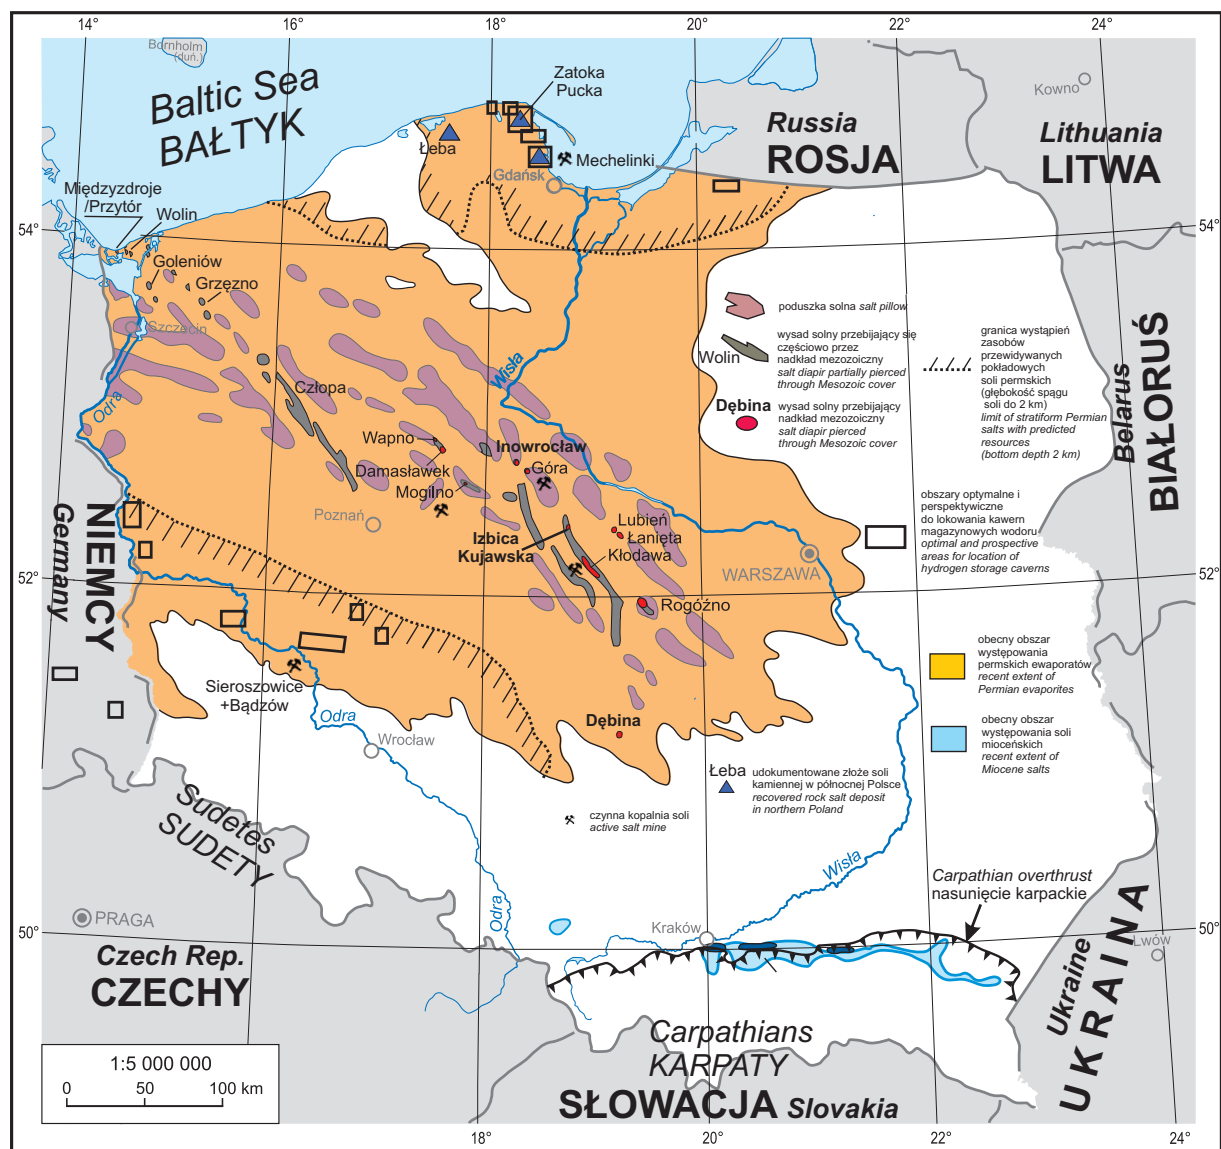 14°
16°
18°
20°
22°
24°
Bornholm
(duń.)
Baltic Sea
BAŁTYK
Zatoka
Pucka
Łeba
Mechelinki
Gdańsk
Russia
ROSJA
Kowno
Lithuania
LITWA
Międzyzdroje
/Przytór
Wolin
54°
54°
Goleniów
Grzęzno
Szczecin
Odra
Człopa
Wisła
Wapno
Damasławek
Mogilno
Inowrocław
Góra
Poznań
Izbica
Kujawska
Lubień
Łanięta
Kłodawa
WARSZAWA
Rogóźno
52°
52°
NIEMCY
Germany
Sieroszowice
+Bądzów
Odra
Wrocław
Dębina
poduszka solna salt pillow
Wolin
wysad solny przebijający się
częściowo przez
nadkład mezozoiczny
salt diapir partially pierced
through Mesozoic cover
Dębina
wysad solny przebijający
nadkład mezozoiczny
salt diapir pierced
through Mesozoic cover
granica wystąpień
zasobów
przewidywanych
pokładowych
soli permskich
(głębokość spągu
soli do 2 km)
limit of stratiform Permian
salts with predicted
resources
(bottom depth 2 km)
Belarus
BIAŁORUŚ
obszary optymalne i
perspektywiczne
do lokowania kawern
magazynowych wodoru
optimal and prospective
areas for location of
hydrogen storage caverns
obecny obszar
występowania
permskich ewaporatów
recent extent of
Permian evaporites
obecny obszar
występowania soli
mioceńskich
recent extent of
Miocene salts
Łeba
udokumentowane złoże soli
kamiennej w północnej Polsce
recovered rock salt deposit
in northern Poland
czynna kopalnia soli
active salt mine
Sudetes
SUDETY
Wisła
Odra
Carpathian overthrust
nasunięcie karpackie
PRAGA
50°
50°
Kraków
Lwów
Czech Rep.
CZECHY
Ukraine
UKRAINA
Carpathians
KARPATY
SŁOWACJA Slovakia
1:5 000 000
0
50
100 km
18°
20°
22°
24°